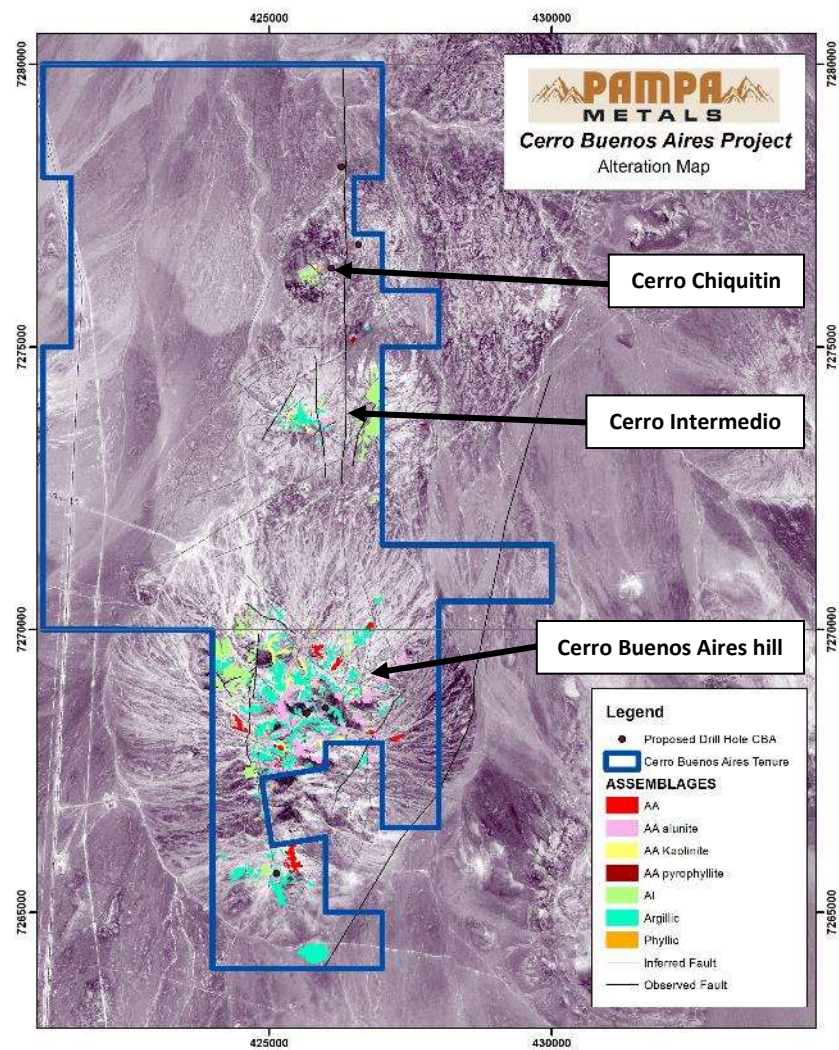 425000 430000
7280000 7280000
PAMPA
METALS
Cerro Buenos Aires Project
Alteration Map
Cerro Chiquitin
7275000 7275000
Cerro Intermedio
7270000 7270000
Cerro Buenos Aires hill
Legend
Proposed Drill Hole CBA
Cerro Buenos Aires Tenure
ASSEMBLAGES
AA
AA alunite
AA Kaolinite
AA pyrophyllite
AI
Argillic
Phyllic
Inferred Fault
Observed Fault
7265000 7265000
425000 430000